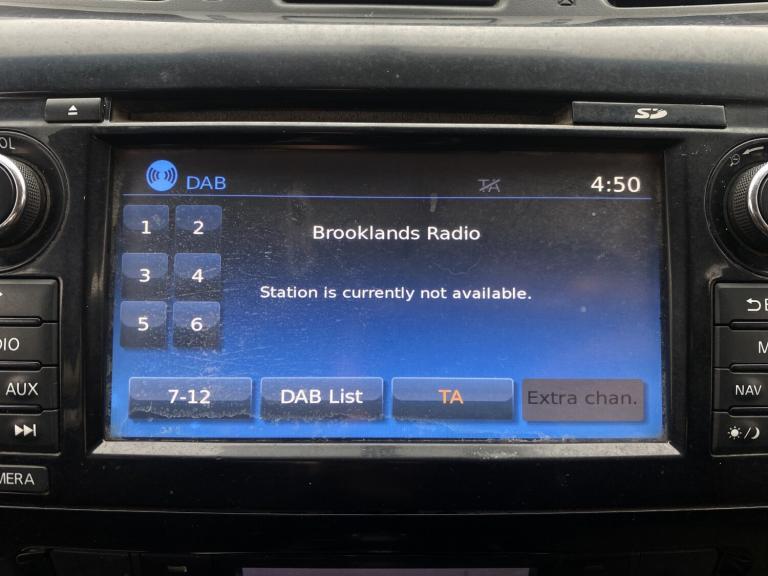 SD
OL
DAB
TA
4:50
1 2
Brooklands Radio
3 4
Station is currently not available.
5 6
7-12 DAB List TA Extra chan.
DIO
AUX
MERA
B
M
NAV